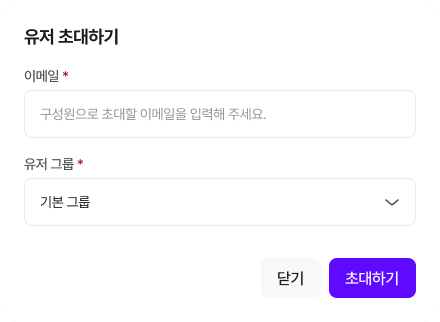 유저 초대하기
이메일 *
구성원으로 초대할 이메일을 입력해 주세요.
유저 그룹 *
기본 그룹
닫기
초대하기